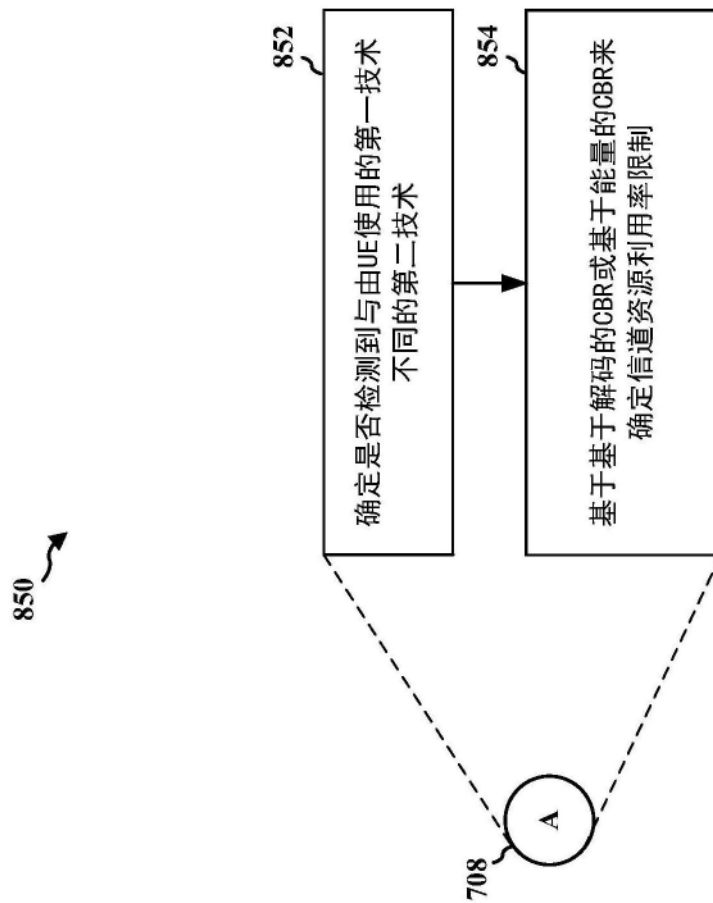 850
852
确定是否检测到与由UE使用的第一技术
不同的第二技术
854
基于基于解码的CBR或基于能量的CBR来
确定信道资源利用率限制
708
A